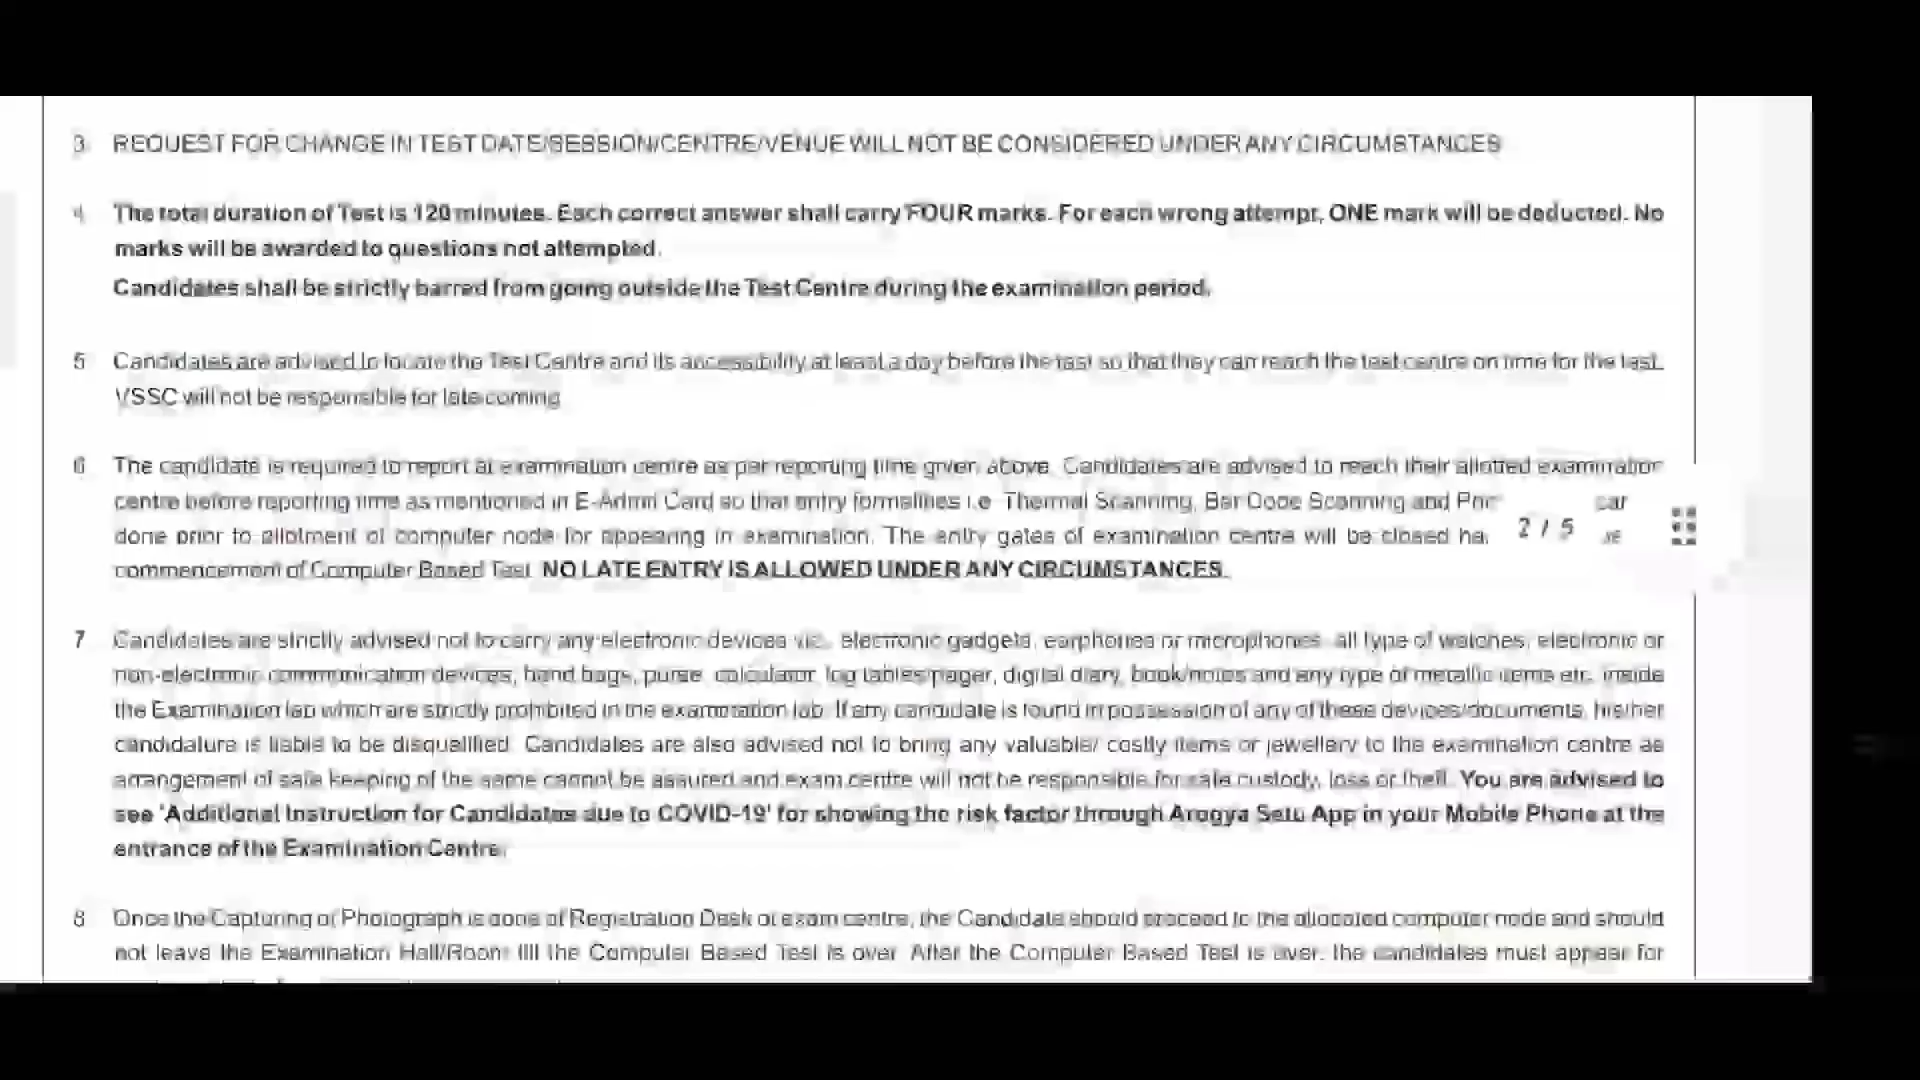 3. REQUEST FOR CHANGE IN TEST DATE/SESSION/CENTRE/VENUE WILL NOT BE CONSIDERED UNDER ANY CIRCUMSTANCES
4. The total duration of Test is 120 minutes. Each correct answer shall carry FOUR marks. For each wrong attempt, ONE mark will be deducted. No
marks will be awarded to questions not attempted.
Candidates shall be strictly barred from going outside the Test Centre during the examination period.
5. Candidates are advised to locate the Test Centre and its accessibility at least a day before the test so that they can reach the test centre on time for the test.
VSSC will not be responsible for late coming
6. The candidate is required to report at examination centre as per reporting time given above. Candidates are advised to reach their allotted examination
centre before reporting time as mentioned in E-Admit Card so that entry formalities i.e. Thermal Scanning, Bar Code Scanning and car
done prior to allotment of computer node for appearing in examination. The entry gates of examination centre will be closed
2 / 5
commencement of Computer Based Test. NO LATE ENTRY IS ALLOWED UNDER ANY CIRCUMSTANCES.
7 Candidates are strictly advised not to carry any electronic devices viz., electronic gadgets, earphones or microphones, all type of watches, electronic or
non-electronic communication devices, hand bags, purse, calculator, log tables/pager, digital diary, book/notes and any type of metallic items etc. inside
the Examination lab which are strictly prohibited in the examination lab. If any candidate is found in possession of any of these devices/documents, his/her
candidature is liable to be disqualified. Candidates are also advised not to bring any valuable/ costly items or jewellery to the examination centre as
arrangement of safe keeping of the same cannot be assured and exam centre will not be responsible for safe custody, loss or theft. You are advised to
see 'Additional Instruction for Candidates due to COVID-19' for showing the risk factor through Arogya Setu App in your Mobile Phone at the
entrance of the Examination Centre.
8 Once the Capturing of Photograph is done at Registration Desk of exam centre, the Candidate should proceed to the allocated computer node and should
not leave the Examination Hall/Room till the Computer Based Test is over. After the Computer Based Test is over, the candidates must appear for